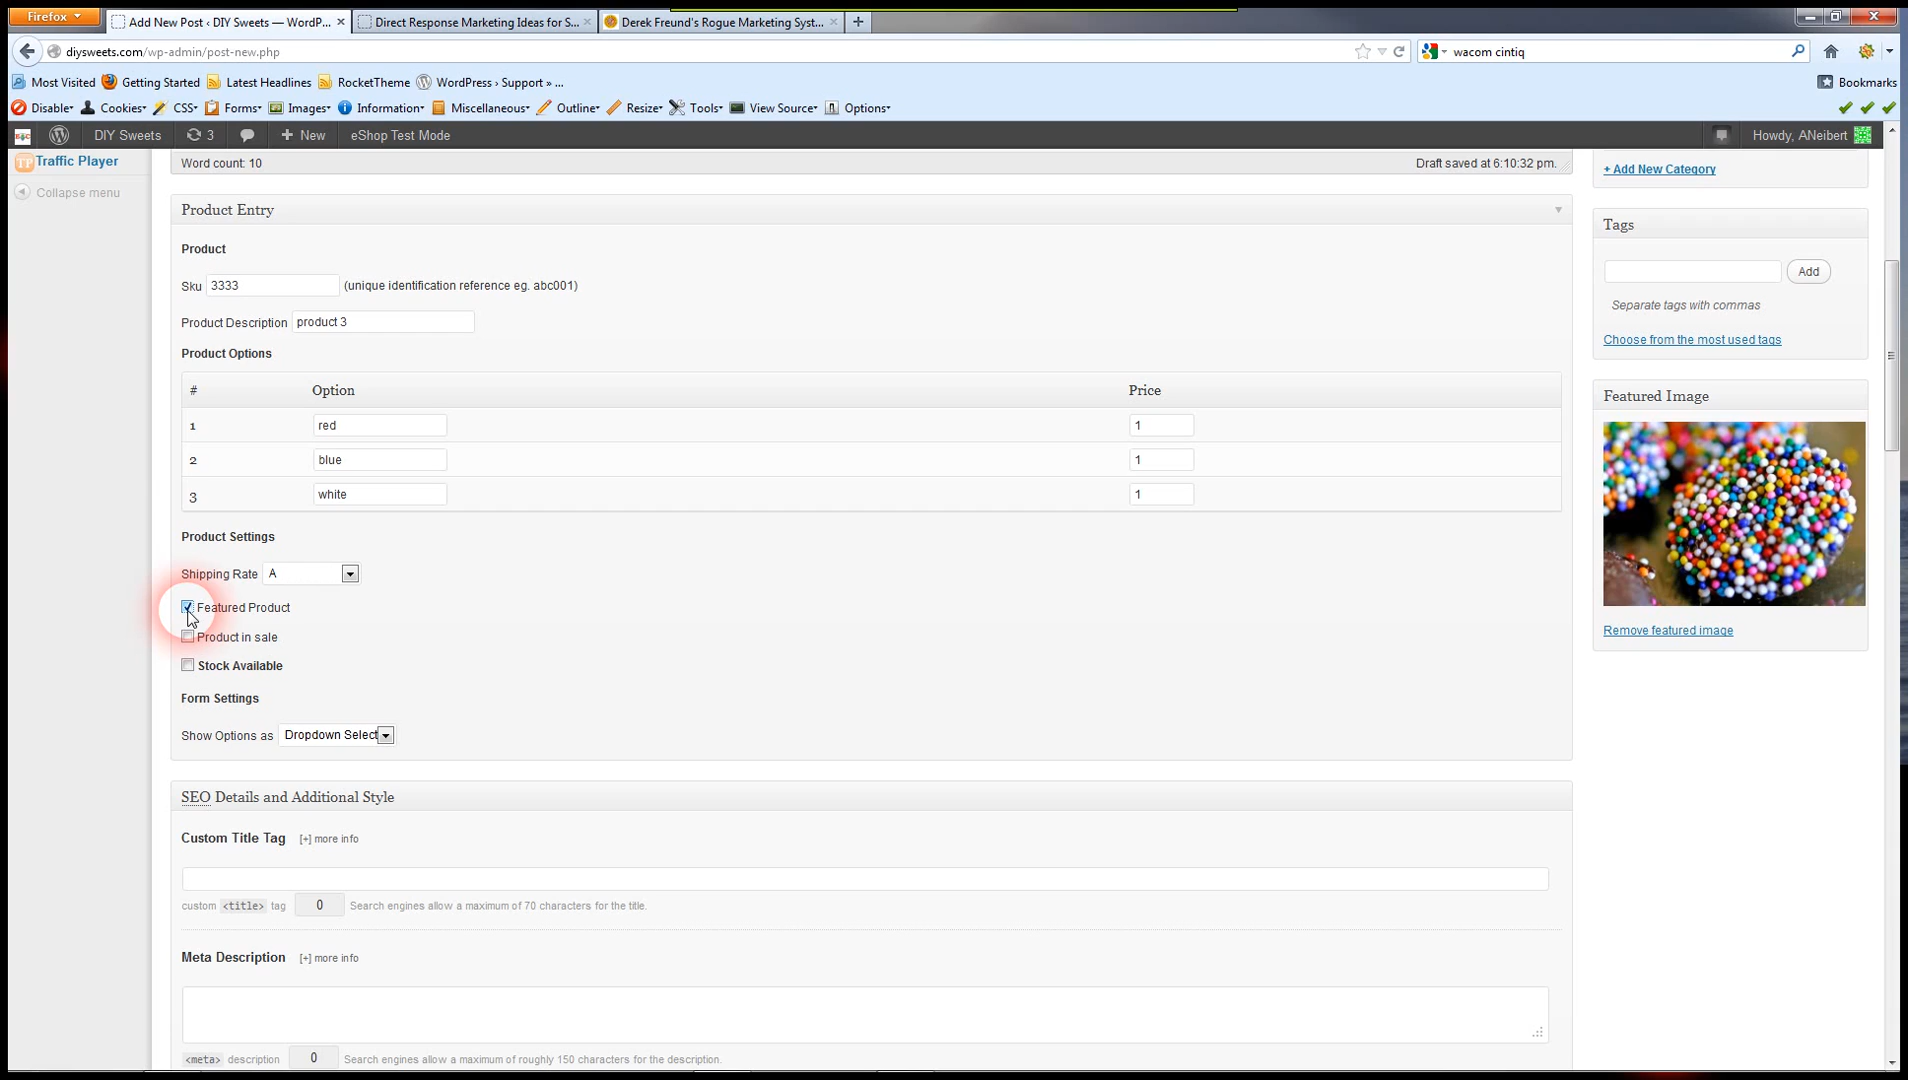 Firefox
Add New Post ‹ DIY Sweets — WordP...
Direct Response Marketing Ideas for S...
Derek Freund's Rogue Marketing Syst...
diysweets.com/wp-admin/post-new.php
wacom cintiq
Most Visited
Getting Started
Latest Headlines
RocketTheme
WordPress › Support » ...
Bookmarks
Disable
Cookies
CSS
Forms
Images
Information
Miscellaneous
Outline
Resize
Tools
View Source
Options
DIY Sweets
3
+ New
eShop Test Mode
Howdy, ANeibert
Traffic Player
Collapse menu
Word count: 10
Draft saved at 6:10:32 pm.
+ Add New Category
Product Entry
Product
Sku 3333 (unique identification reference eg. abc001)
Product Description product 3
Product Options
# Option Price
1 red 1
2 blue 1
3 white 1
Product Settings
Shipping Rate A
Featured Product
Product in sale
Stock Available
Form Settings
Show Options as Dropdown Select
Tags
Add
Separate tags with commas
Choose from the most used tags
Featured Image
Remove featured image
SEO Details and Additional Style
Custom Title Tag [+] more info
custom <title> tag 0 Search engines allow a maximum of 70 characters for the title.
Meta Description [+] more info
<meta> description 0 Search engines allow a maximum of roughly 150 characters for the description.